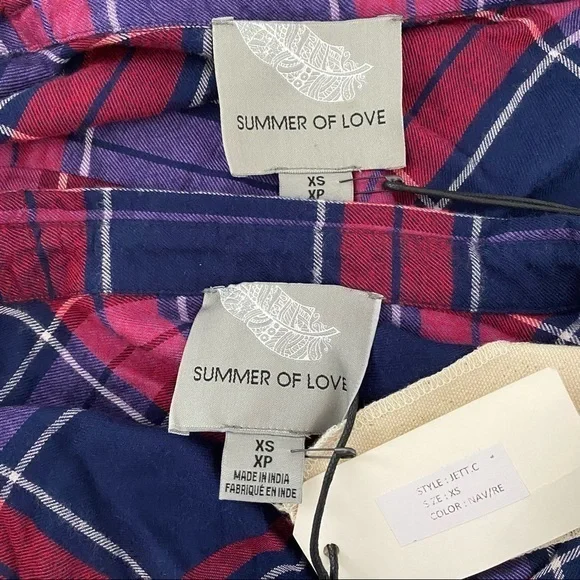 SUMMER OF LOVE
XS
XP
SUMMER OF LOVE
XS
XP
MADE IN INDIA
FABRIQUÉ EN INDE
STYLE : JETT.C
SIZE : XS
COLOR : NAV/RE